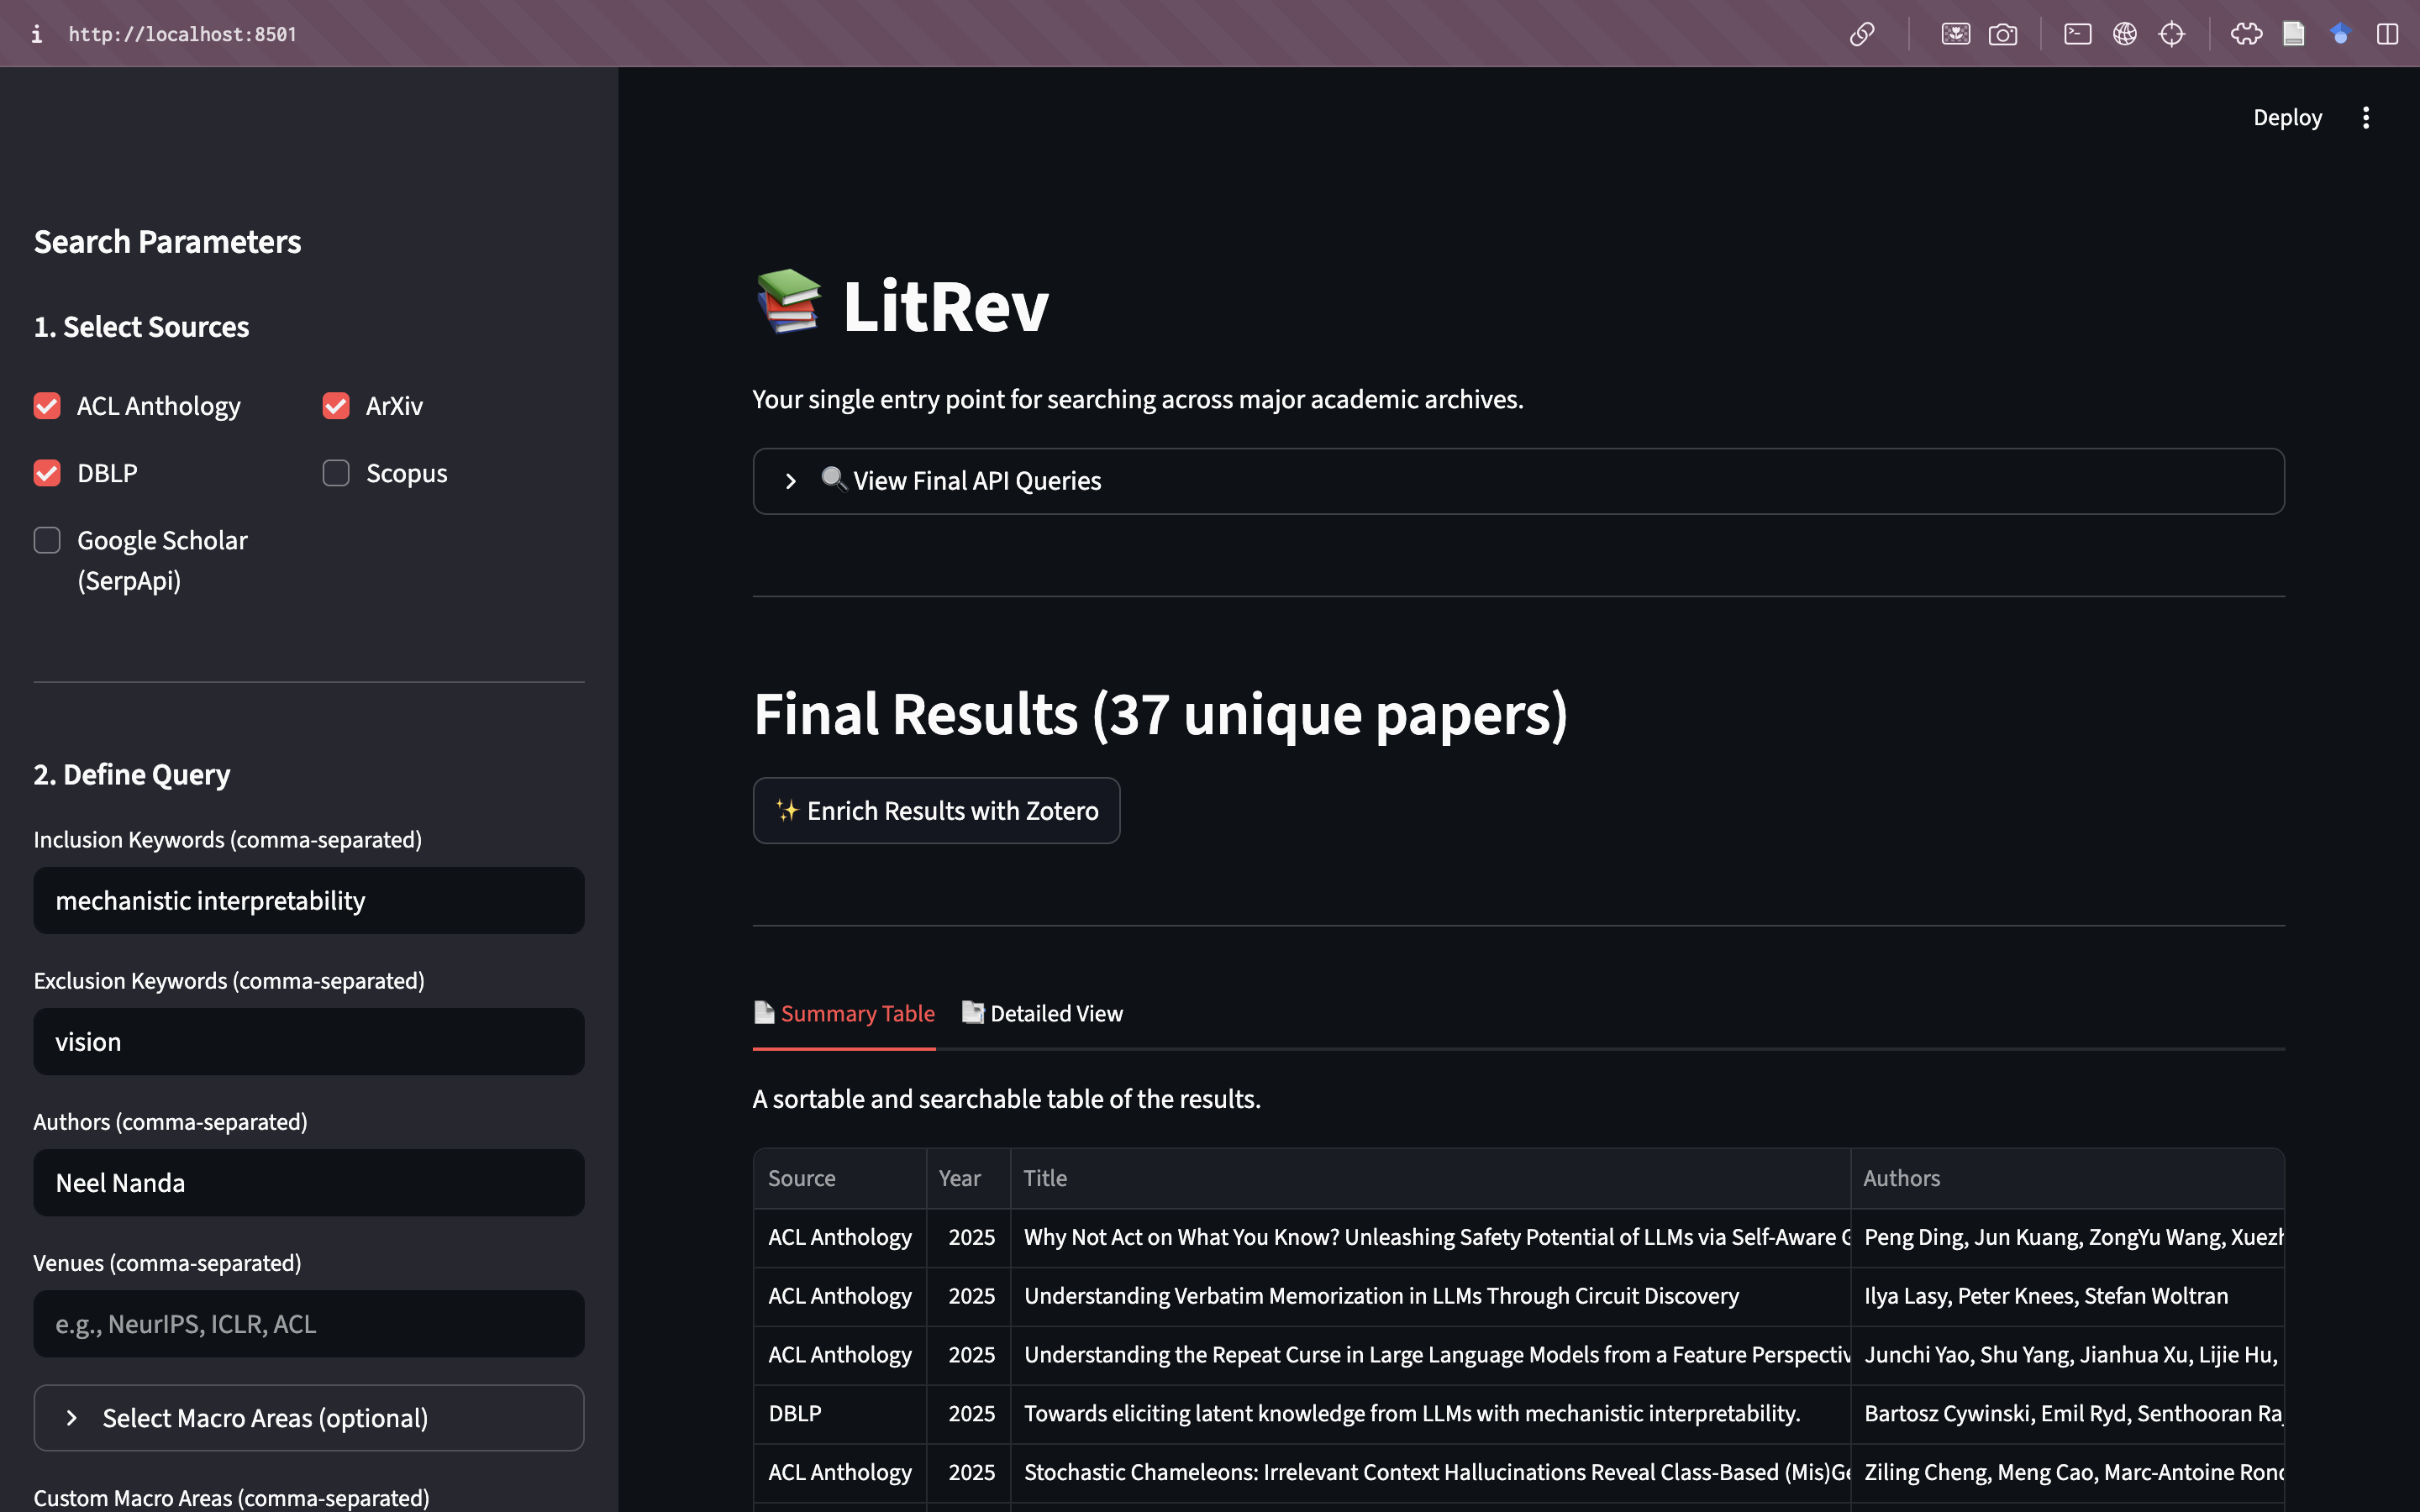 http://localhost:8501
Deploy
Search Parameters
1. Select Sources
ACL Anthology
ArXiv
DBLP
Scopus
Google Scholar
(SerpApi)
2. Define Query
Inclusion Keywords (comma-separated)
mechanistic interpretability
Exclusion Keywords (comma-separated)
vision
Authors (comma-separated)
Neel Nanda
Venues (comma-separated)
e.g., NeurIPS, ICLR, ACL
Select Macro Areas (optional)
Custom Macro Areas (comma-separated)
LitRev
Your single entry point for searching across major academic archives.
View Final API Queries
Final Results (37 unique papers)
Enrich Results with Zotero
Summary Table
Detailed View
A sortable and searchable table of the results.
Source Year Title Authors
ACL Anthology 2025 Why Not Act on What You Know? Unleashing Safety Potential of LLMs via Self-Aware Peng Ding, Jun Kuang, ZongYu Wang,
ACL Anthology 2025 Understanding Verbatim Memorization in LLMs Through Circuit Discovery Ilya Lasy, Peter Knees, Stefan Woltran
ACL Anthology 2025 Understanding the Repeat Curse in Large Language Models from a Feature Junchi Yao, Shu Yang, Jianhua Xu, Lijie Hu,
DBLP 2025 Towards eliciting latent knowledge from LLMs with mechanistic interpretability. Bartosz Cywinski, Emil Ryd, Senthooran
ACL Anthology 2025 Stochastic Chameleons: Irrelevant Context Hallucinations Reveal Class-Based Ziling Cheng, Meng Cao, Marc-Antoine